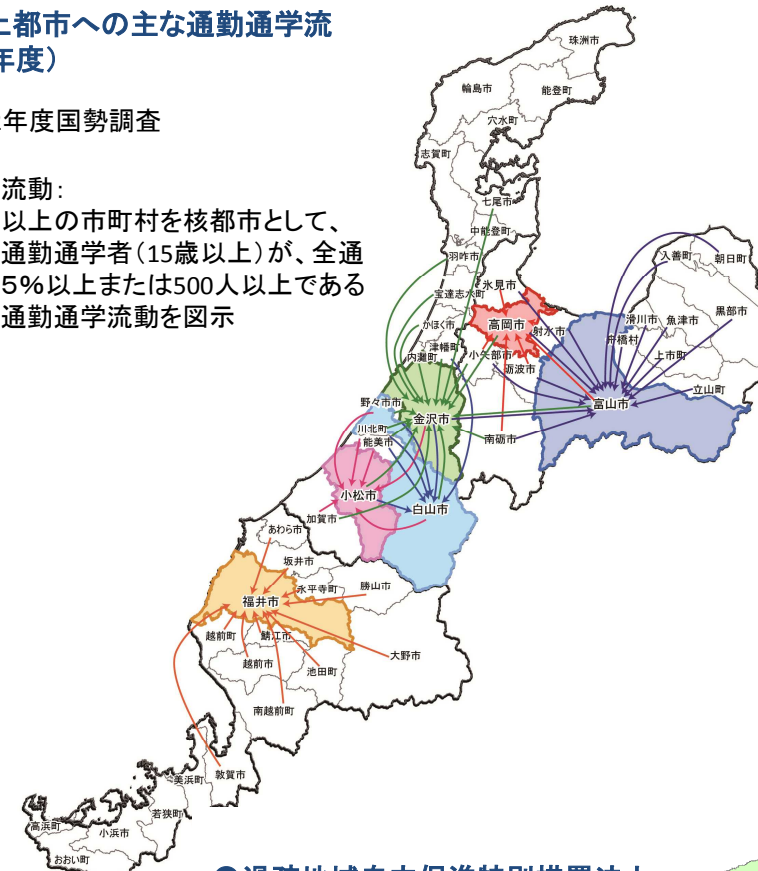 上都市への主な通勤通学流
年度）
年度国勢調査
流動：
以上の市町村を核都市として、
通勤通学者（15歳以上）が、全通
5％以上または500人以上である
通勤通学流動を図示
珠洲市
輪島市
能登町
穴水町
志賀町
七尾市
中能登町
羽咋市
宝達志水町
かほく市
津幡町
内灘町
氷見市
高岡市
射水市
小矢部市
砺波市
南砺市
入善町
朝日町
黒部市
魚津市
滑川市
舟橋村
上市町
立山町
富山市
野々市市
金沢市
川北町
能美市
小松市
白山市
加賀市
あわら市
坂井市
永平寺町
勝山市
福井市
越前町
鯖江市
越前市
池田町
大野市
南越前町
敦賀市
美浜町
若狭町
小浜市
高浜町
おおい町